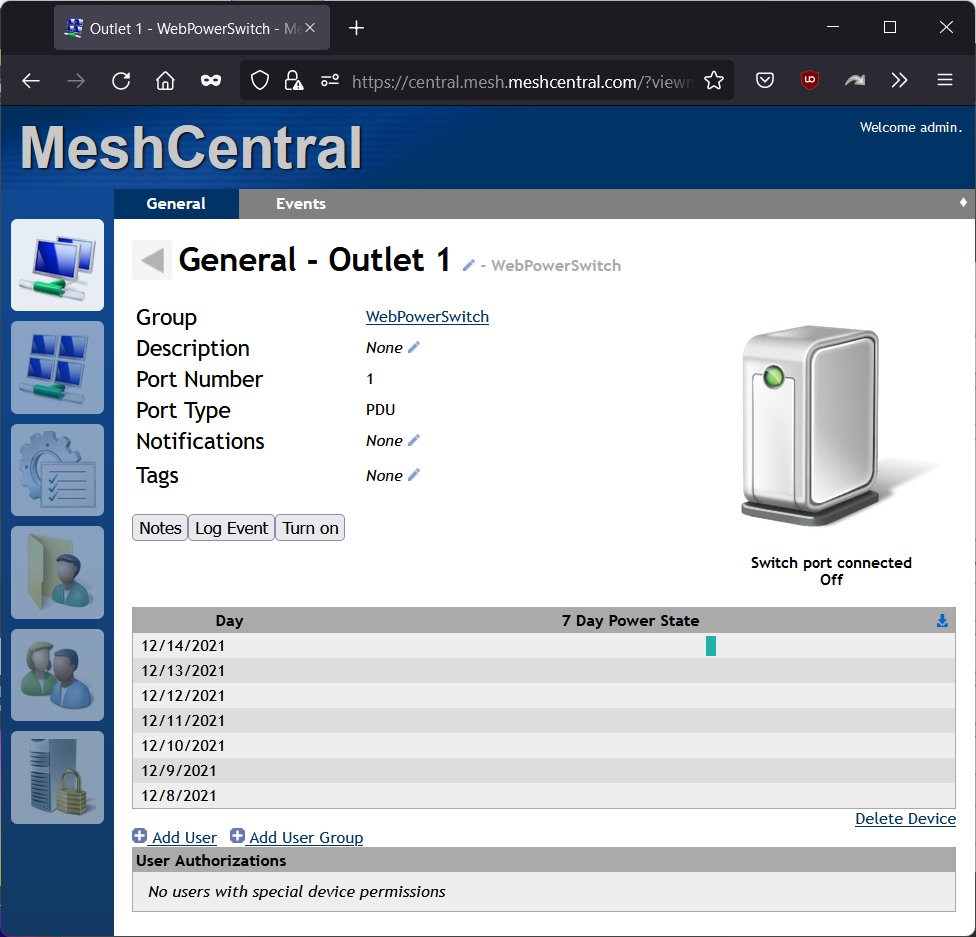 Outlet 1 - WebPowerSwitch - Me
https://central.mesh.meshcentral.com/?viewn
MeshCentral
Welcome admin.
General
Events
General - Outlet 1 - WebPowerSwitch
Group WebPowerSwitch
Description None
Port Number 1
Port Type PDU
Notifications None
Tags None
Notes Log Event Turn on
Switch port connected
Off
Day 7 Day Power State
12/14/2021
12/13/2021
12/12/2021
12/11/2021
12/10/2021
12/9/2021
12/8/2021
Delete Device
Add User Add User Group
User Authorizations
No users with special device permissions